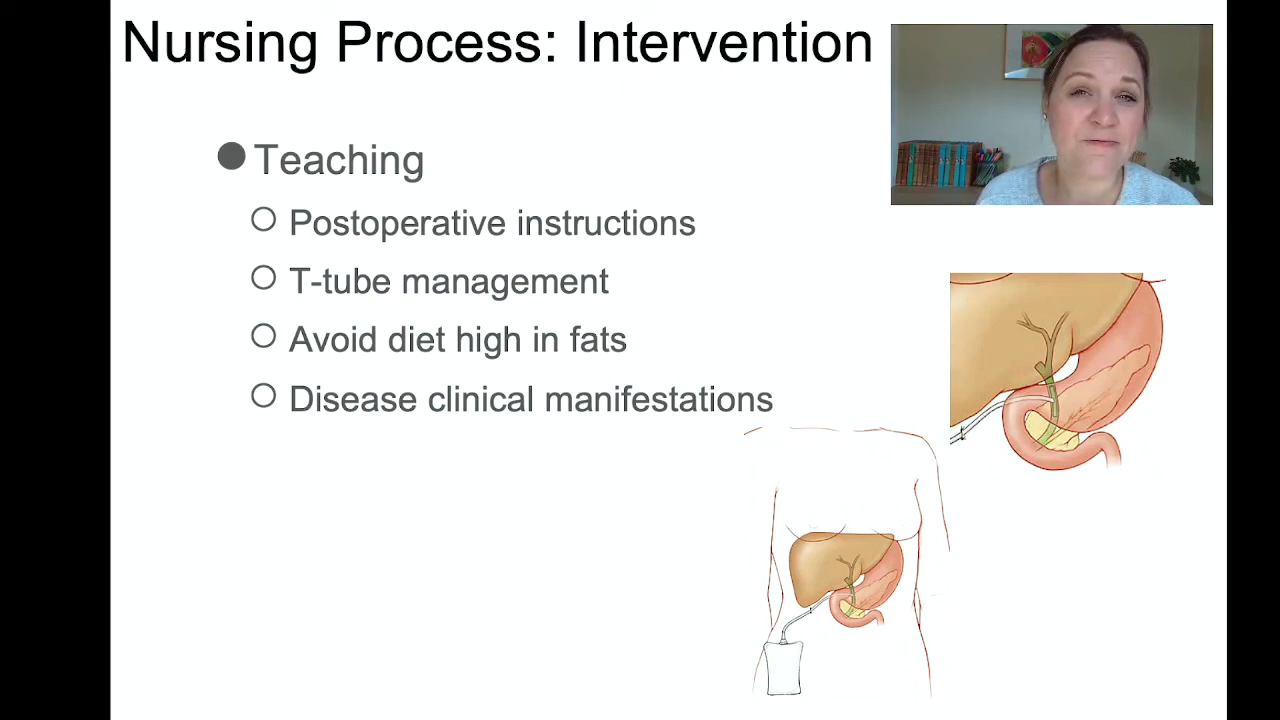 Nursing Process: Intervention
Teaching
Postoperative instructions
T-tube management
Avoid diet high in fats
Disease clinical manifestations